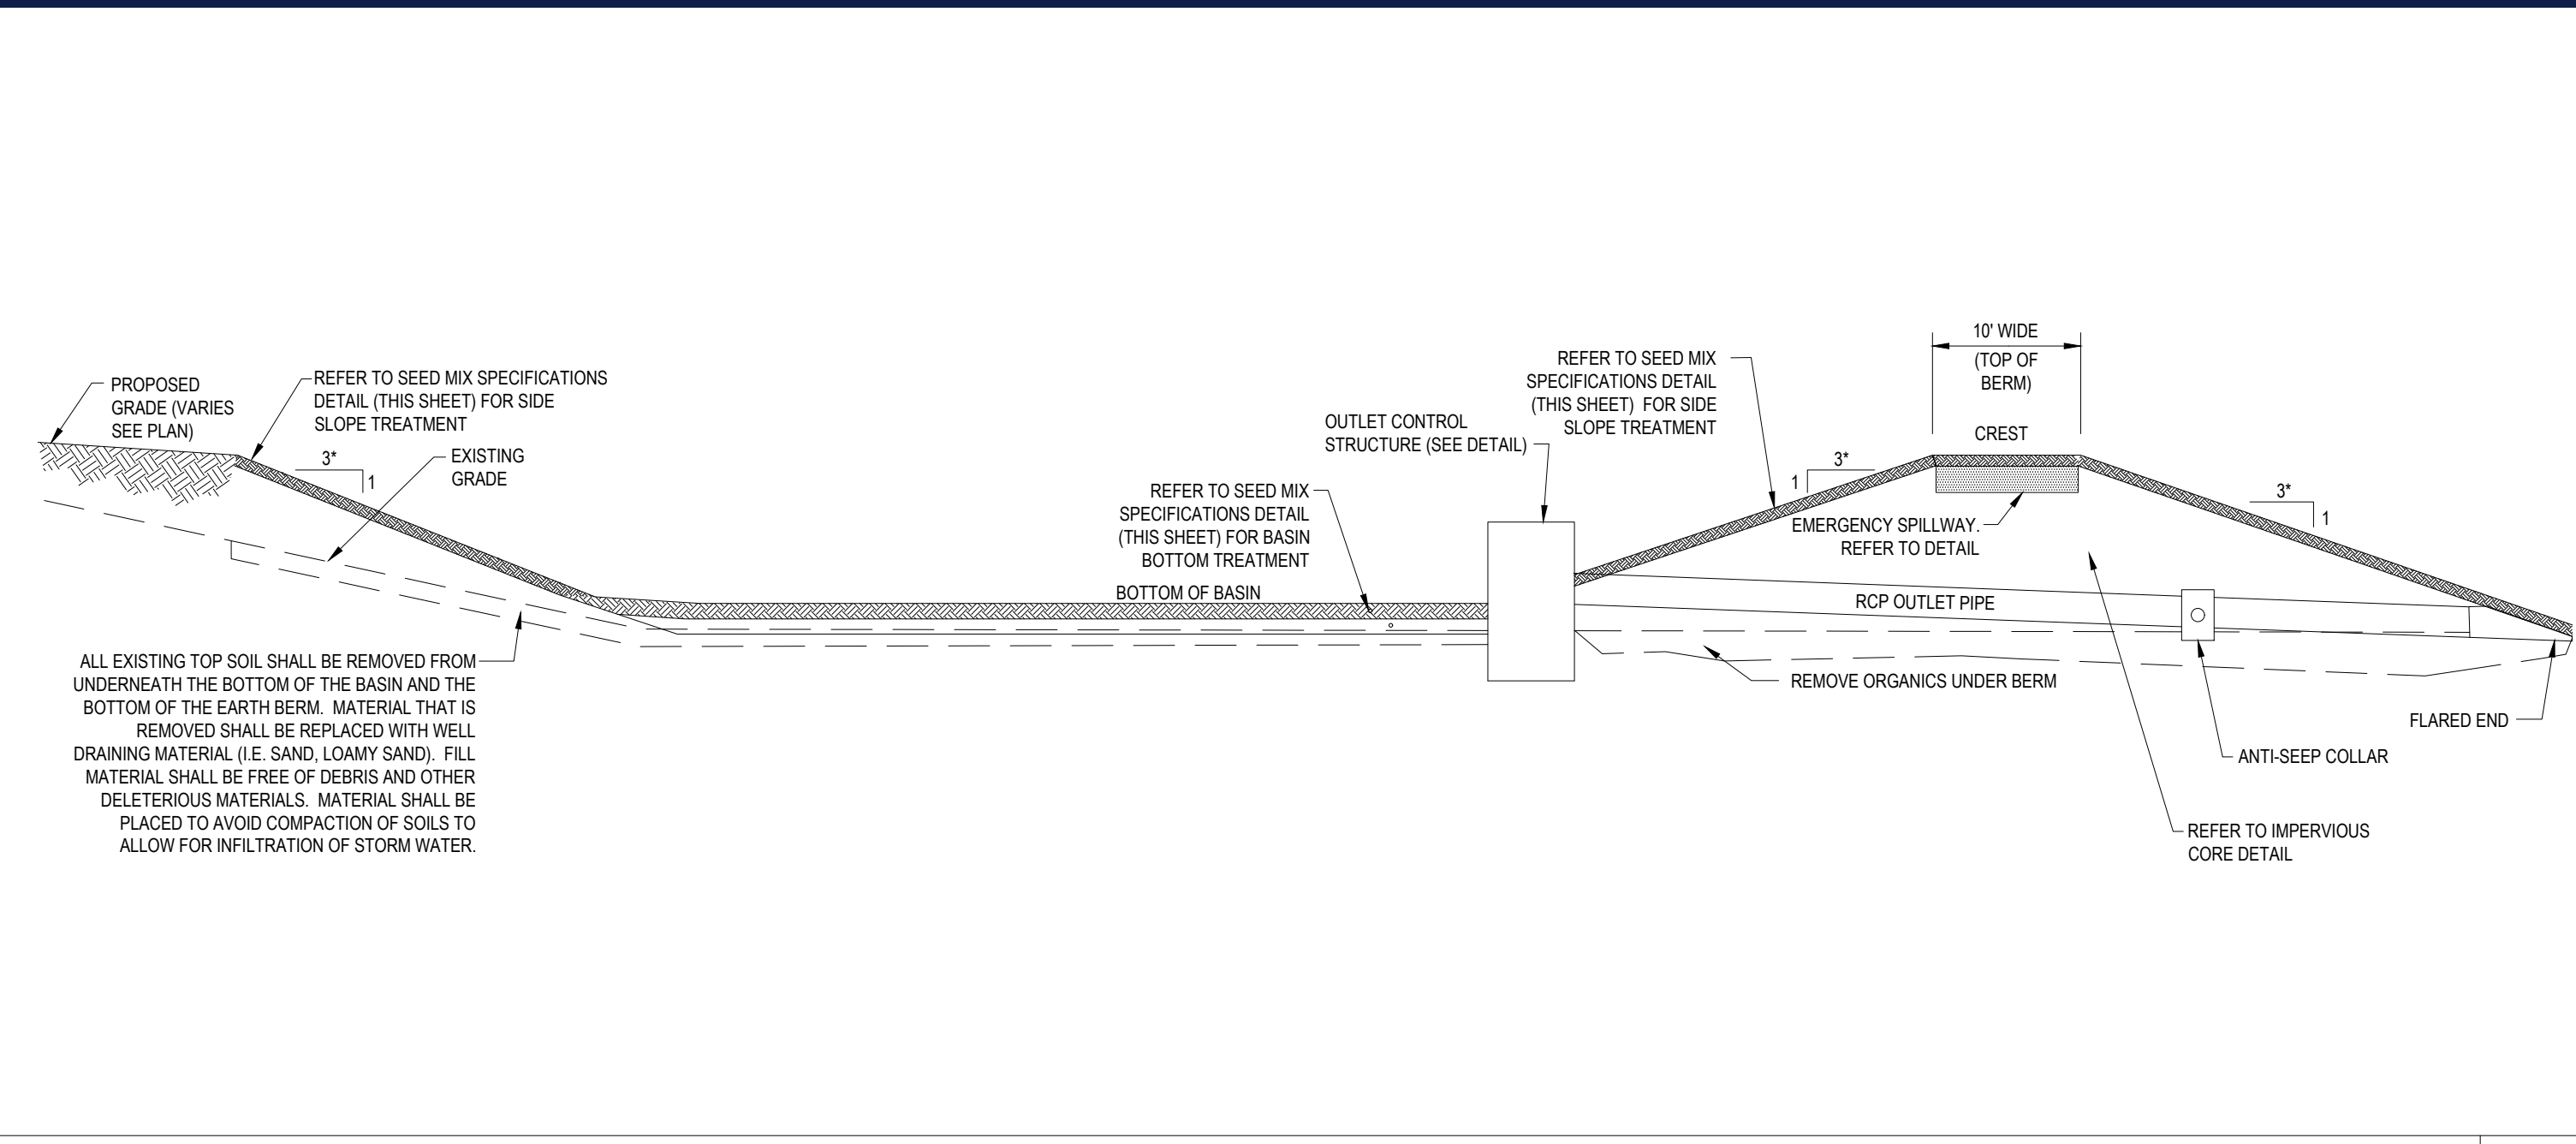 PROPOSED
GRADE (VARIES
SEE PLAN)
REFER TO SEED MIX SPECIFICATIONS
DETAIL (THIS SHEET) FOR SIDE
SLOPE TREATMENT
3*
1
EXISTING
GRADE
ALL EXISTING TOP SOIL SHALL BE REMOVED FROM
UNDERNEATH THE BOTTOM OF THE BASIN AND THE
BOTTOM OF THE EARTH BERM. MATERIAL THAT IS
REMOVED SHALL BE REPLACED WITH WELL
DRAINING MATERIAL (I.E. SAND, LOAMY SAND). FILL
MATERIAL SHALL BE FREE OF DEBRIS AND OTHER
DELETERIOUS MATERIALS. MATERIAL SHALL BE
PLACED TO AVOID COMPACTION OF SOILS TO
ALLOW FOR INFILTRATION OF STORM WATER.
REFER TO SEED MIX
SPECIFICATIONS DETAIL
(THIS SHEET) FOR BASIN
BOTTOM TREATMENT
BOTTOM OF BASIN
OUTLET CONTROL
STRUCTURE (SEE DETAIL)
REFER TO SEED MIX
SPECIFICATIONS DETAIL
(THIS SHEET) FOR SIDE
SLOPE TREATMENT
3*
1
10' WIDE
(TOP OF
BERM)
CREST
EMERGENCY SPILLWAY.
REFER TO DETAIL
3*
1
RCP OUTLET PIPE
REMOVE ORGANICS UNDER BERM
FLARED END
ANTI-SEEP COLLAR
REFER TO IMPERVIOUS
CORE DETAIL